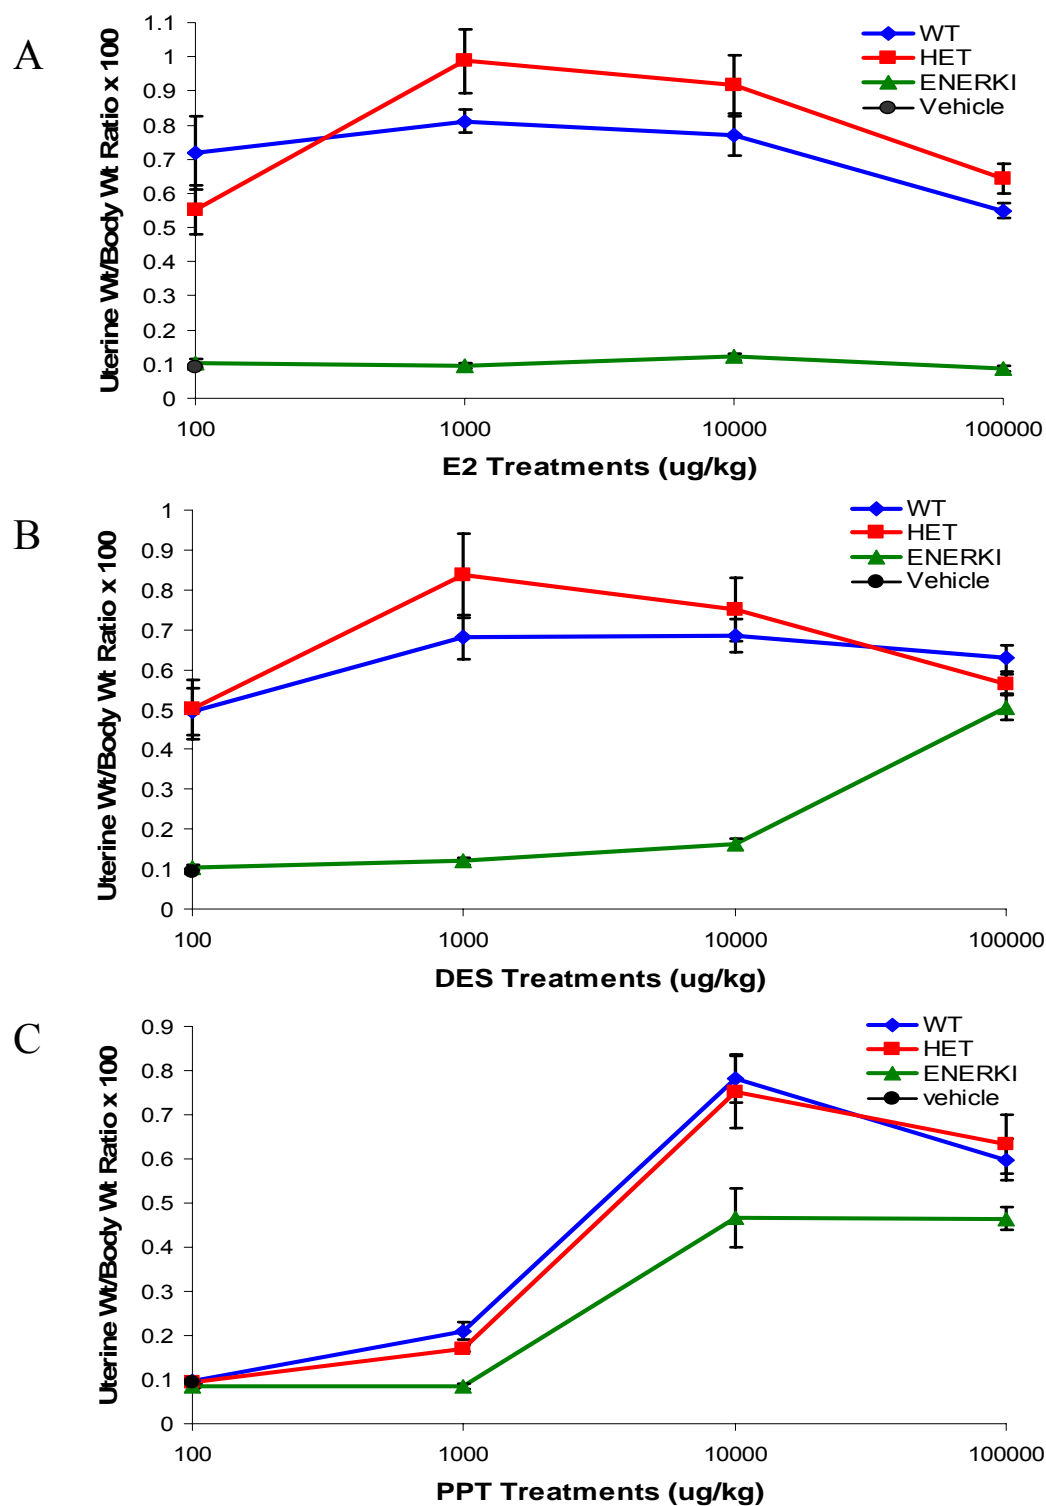 A
Uterine Wt/Body Wt Ratio x 100
1.1
1
0.9
0.8
0.7
0.6
0.5
0.4
0.3
0.2
0.1
0
WT
HET
ENERKI
Vehicle
100 1000 10000 100000
E2 Treatments (ug/kg)
B
Uterine Wt/Body Wt Ratio x 100
1
0.9
0.8
0.7
0.6
0.5
0.4
0.3
0.2
0.1
0
WT
HET
ENERKI
Vehicle
100 1000 10000 100000
DES Treatments (ug/kg)
C
Uterine Wt/Body Wt Ratio x 100
0.9
0.8
0.7
0.6
0.5
0.4
0.3
0.2
0.1
0
WT
HET
ENERKI
vehicle
100 1000 10000 100000
PPT Treatments (ug/kg)